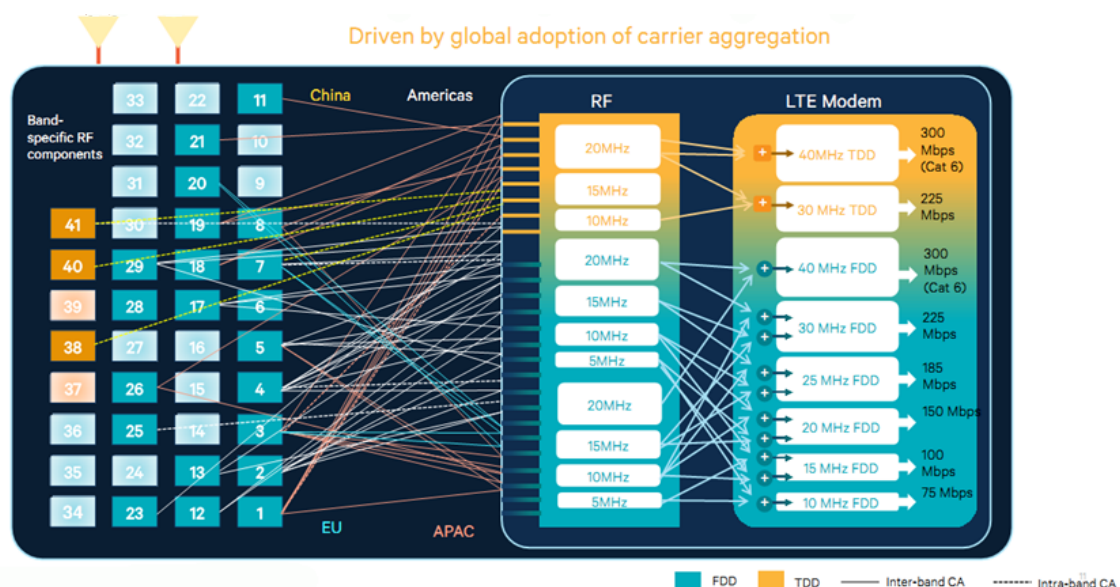 Driven by global adoption of carrier aggregation
Band-
specific RF
components
33 22 11
32 21 10
31 20 9
41 30 19 8
40 29 18 7
39 28 17 6
38 27 16 5
37 26 15 4
36 25 14 3
35 24 13 2
34 23 12 1
China
Americas
EU
APAC
RF
20MHz
15MHz
10MHz
20MHz
15MHz
10MHz
5MHz
20MHz
15MHz
10MHz
5MHz
LTE Modem
+ 40MHz TDD
300
Mbps
(Cat 6)
+ 30 MHz TDD
225
Mbps
+ 40 MHz FDD
300
Mbps
(Cat 6)
+
+ 30 MHz FDD
225
Mbps
+
+ 25 MHz FDD
185
Mbps
+
+ 20 MHz FDD
150 Mbps
+
+ 15 MHz FDD
100
Mbps
+ 10 MHz FDD
75 Mbps
11
FDD TDD Inter-band CA Intra-band CA